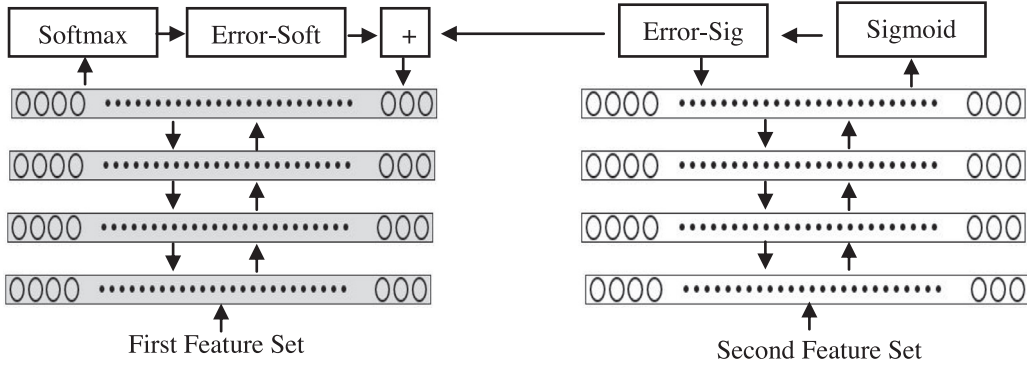 Softmax
Error-Soft
+
Error-Sig
Sigmoid
First Feature Set
Second Feature Set